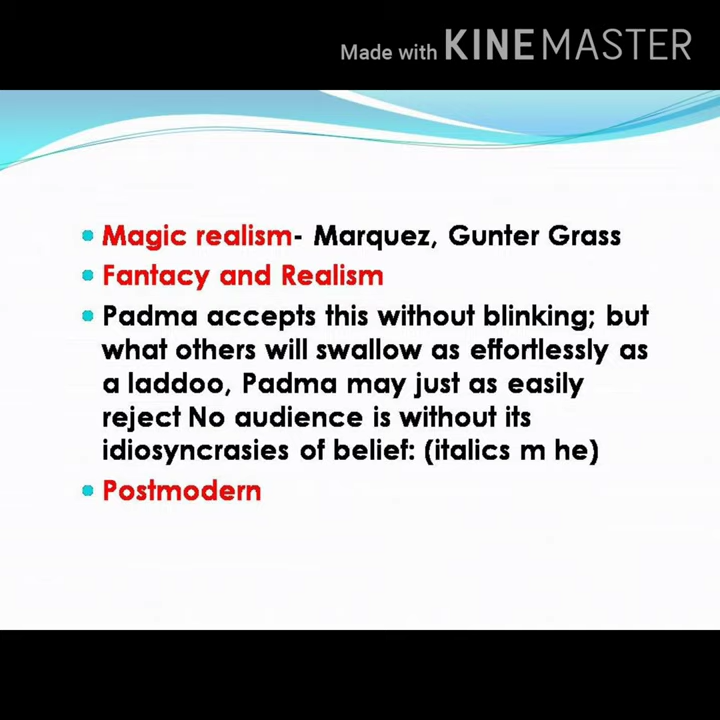 Made with KINEMASTER
Magic realism- Marquez, Gunter Grass
Fantacy and Realism
Padma accepts this without blinking; but
what others will swallow as effortlessly as
a laddoo, Padma may just as easily
reject No audience is without its
idiosyncrasies of belief: (italics m he)
Postmodern